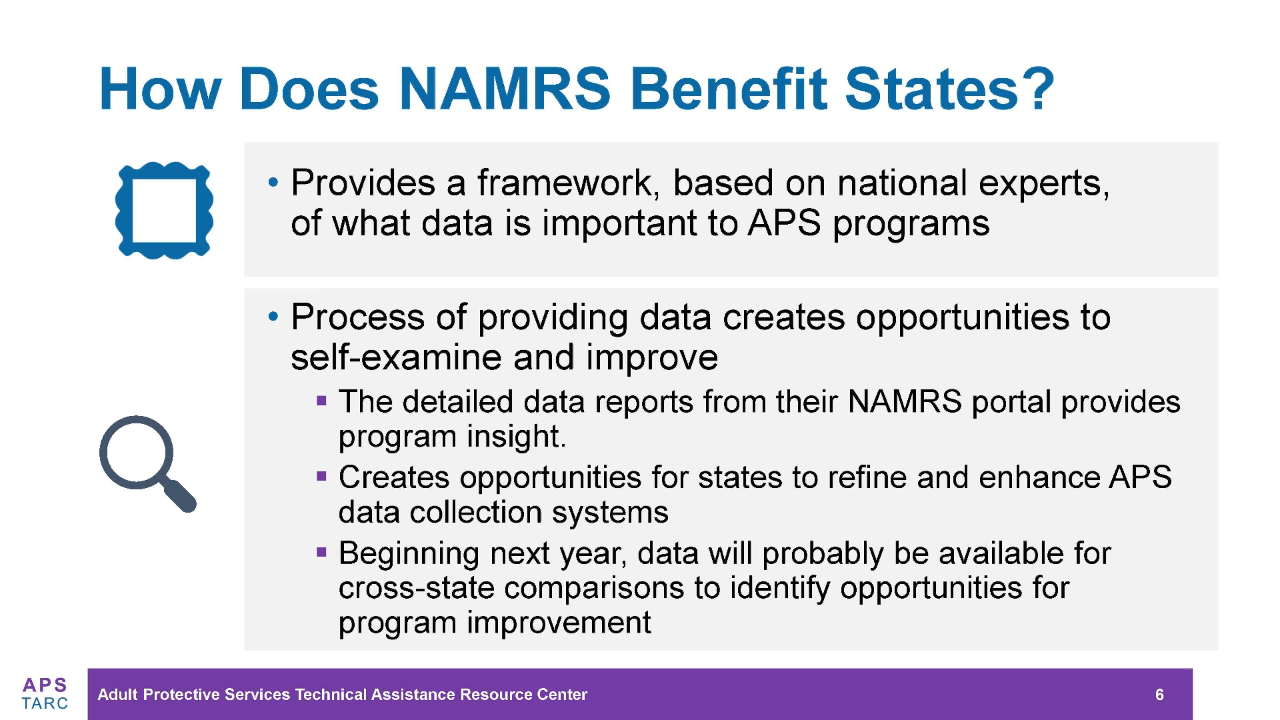 How Does NAMRS Benefit States?
• Provides a framework, based on national experts,
of what data is important to APS programs
• Process of providing data creates opportunities to
self-examine and improve
▪ The detailed data reports from their NAMRS portal provides
program insight.
▪ Creates opportunities for states to refine and enhance APS
data collection systems
▪ Beginning next year, data will probably be available for
cross-state comparisons to identify opportunities for
program improvement
APS
TARC
Adult Protective Services Technical Assistance Resource Center
6